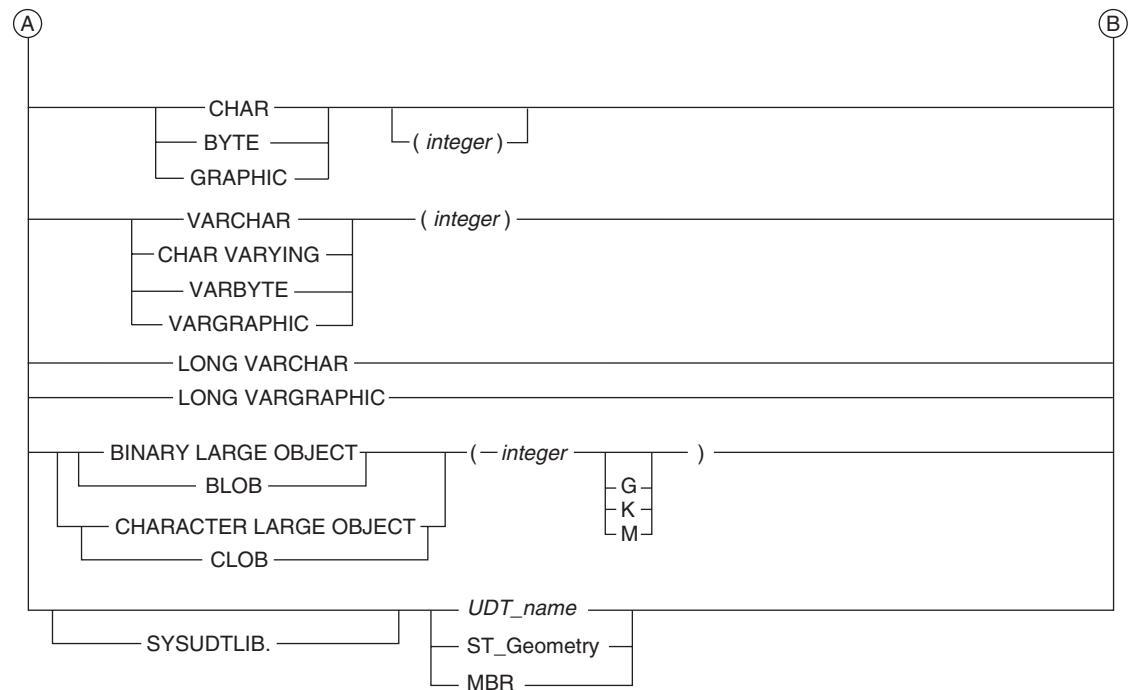 A B
CHAR
BYTE ( integer )
GRAPHIC
VARCHAR ( integer )
CHAR VARYING
VARBYTE
VARGRAPHIC
LONG VARCHAR
LONG VARGRAPHIC
BINARY LARGE OBJECT ( integer )
BLOB G
K
CHARACTER LARGE OBJECT M
CLOB
UDT_name
SYSUDTLIB. ST_Geometry
MBR